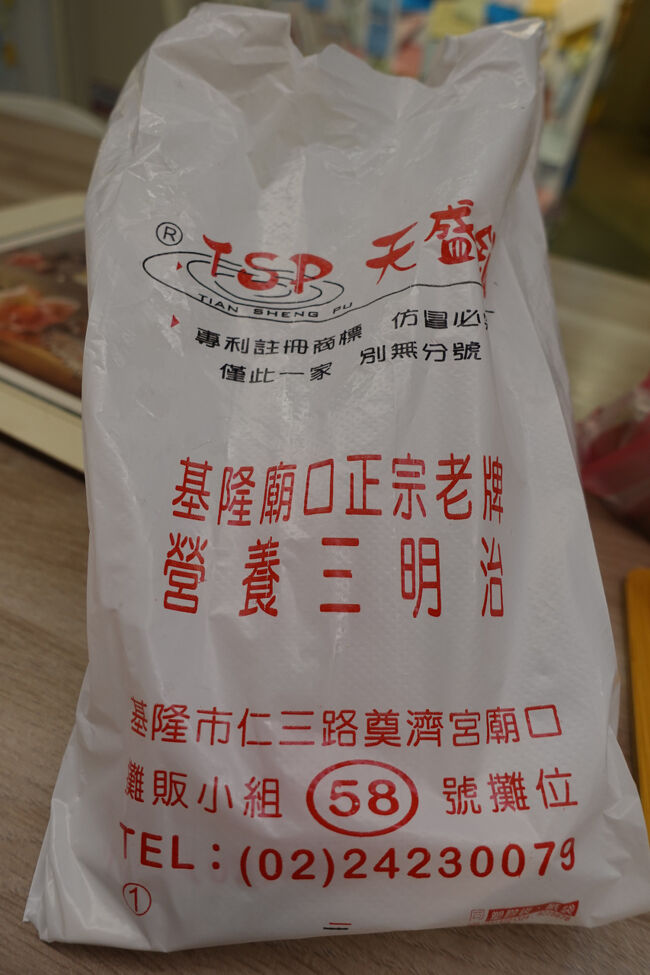 ® TSP 天盛
TIAN SHENG PU
專利註冊商標 仿冒必
僅此一家 別無分號
基隆廟口正宗老牌
營養三明治
基隆市仁三路奠濟宮廟口
攤販小組 58 號攤位
TEL：(02)24230079
①